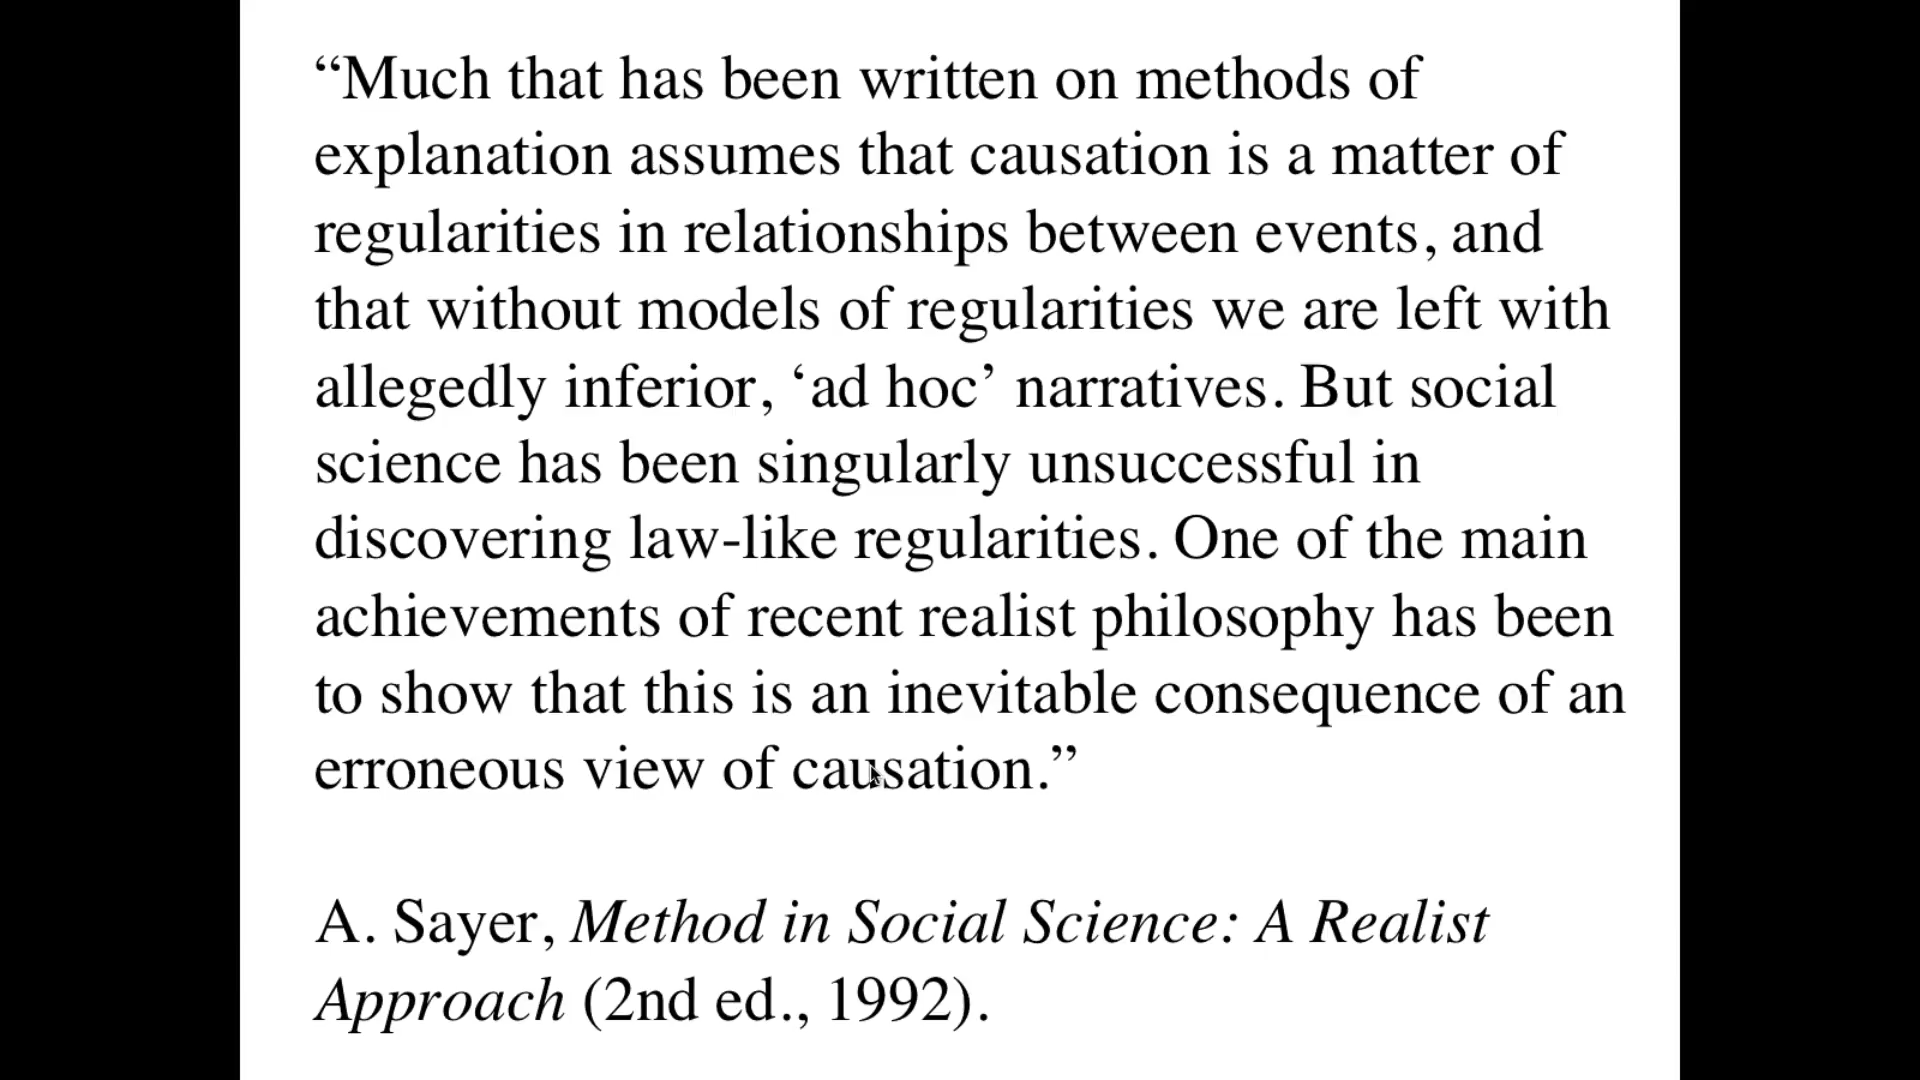 “Much that has been written on methods of
explanation assumes that causation is a matter of
regularities in relationships between events, and
that without models of regularities we are left with
allegedly inferior, ‘ad hoc’ narratives. But social
science has been singularly unsuccessful in
discovering law-like regularities. One of the main
achievements of recent realist philosophy has been
to show that this is an inevitable consequence of an
erroneous view of causation.”
A. Sayer, Method in Social Science: A Realist
Approach (2nd ed., 1992).